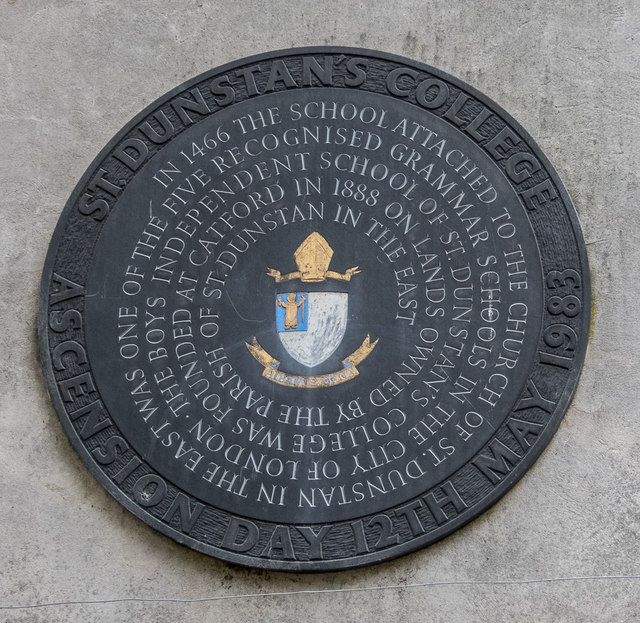 ST. DUNSTAN'S COLLEGE
ASCENSION DAY 12TH MAY 1983
IN 1466 THE SCHOOL ATTACHED TO THE CHURCH OF ST. DUNSTAN IN THE EAST WAS ONE OF THE FIVE RECOGNISED GRAMMAR SCHOOLS IN THE CITY OF LONDON. THE BOYS INDEPENDENT SCHOOL OF ST. DUNSTAN'S COLLEGE WAS FOUNDED AT CATFORD IN 1888 ON LANDS OWNED BY THE PARISH OF ST. DUNSTAN IN THE EAST